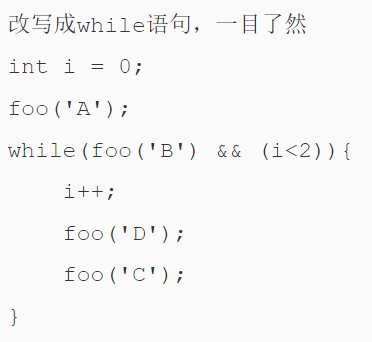 改写成while语句，一目了然
int i = 0;
foo('A');
while(foo('B') && (i<2)){
    i++;
    foo('D');
    foo('C');
}